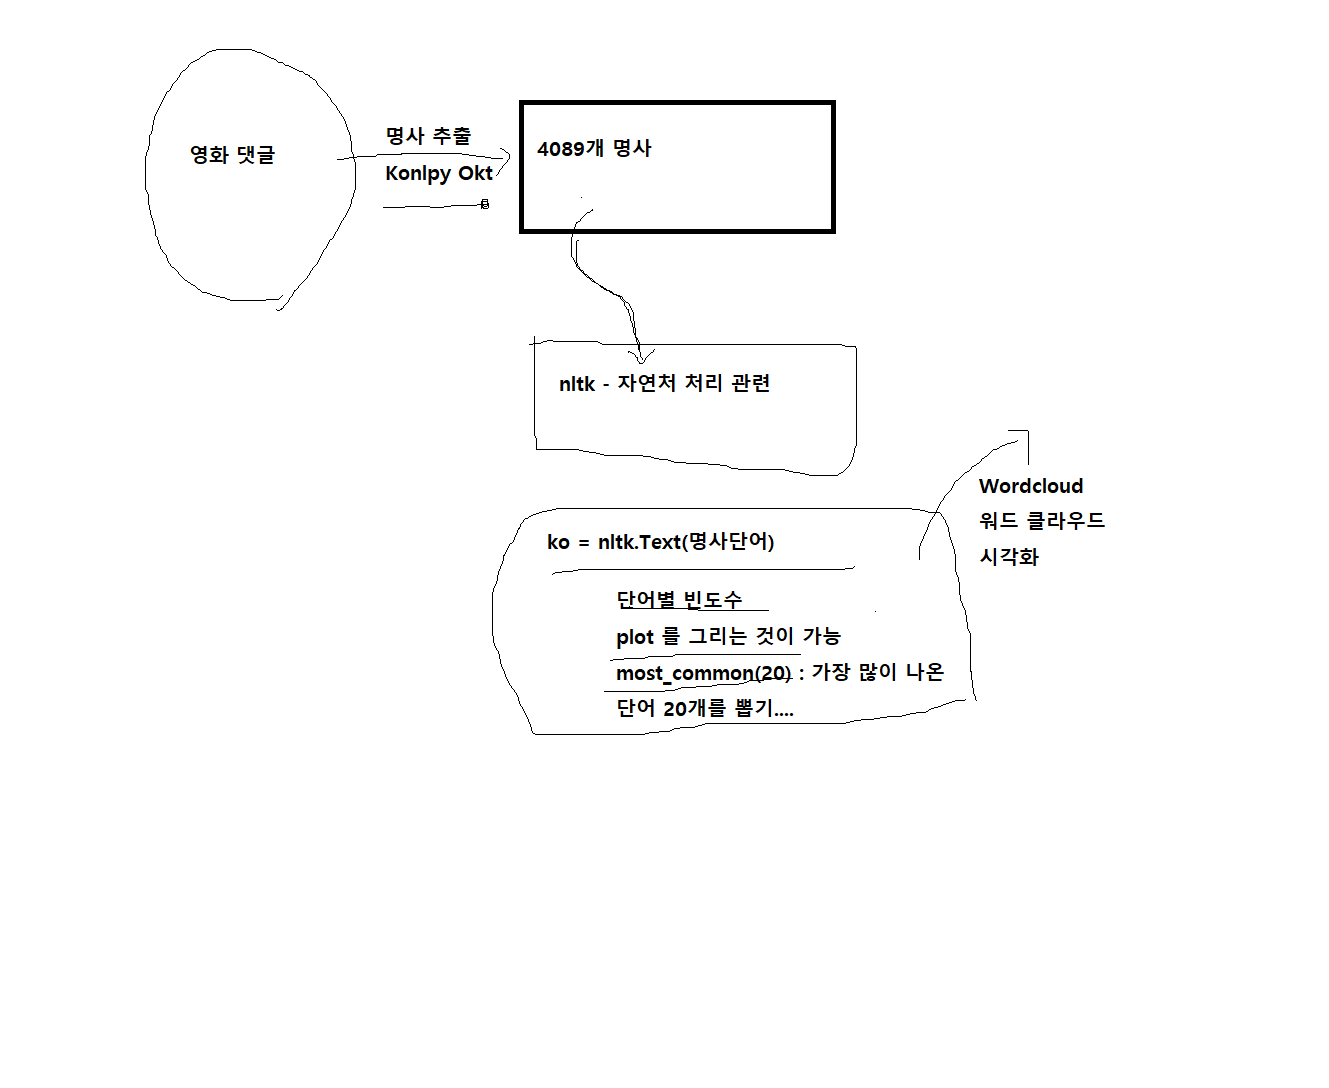 영화 댓글
명사 추출
Konlpy Okt
4089개 명사
nltk - 자연처 처리 관련
ko = nltk.Text(명사단어)
단어별 빈도수
plot 를 그리는 것이 가능
most_common(20) : 가장 많이 나온
단어 20개를 뽑기....
Wordcloud
워드 클라우드
시각화